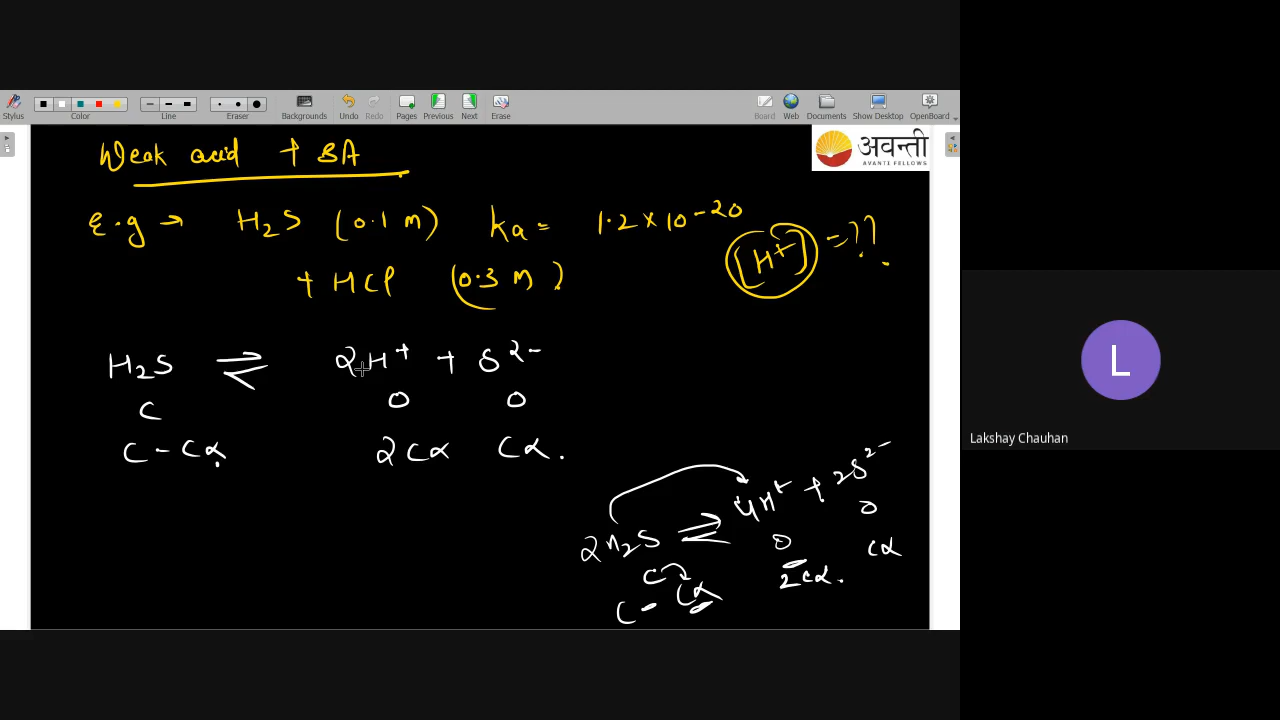 Stylus
Color
Line
Eraser
Backgrounds
Undo
Redo
Pages
Previous
Next
Erase
Board
Web
Documents
Show Desktop
OpenBoard
अवन्ती
AVANTI FELLOWS
Weak acid + SA
e.g → H₂S (0.1 m) ka = 1.2 × 10⁻²⁰
[H⁺] = ??.
+ HCl (0.3 m)
H₂S ⇌ 2H⁺ + S²⁻
C 0 0
C - Cα. 2Cα Cα.
2H₂S ⇌ 4H⁺ + 2S²⁻
C 0 0
C - Cα 2Cα. Cα
L
Lakshay Chauhan